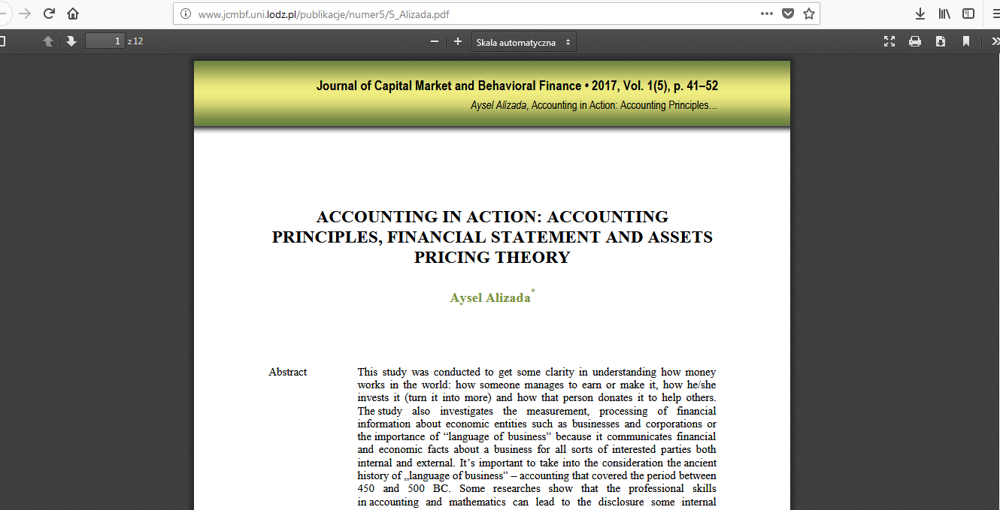 www.jcmbf.uni.lodz.pl/publikacje/numer5/5_Alizada.pdf
1 z 12
Skala automatyczna
Journal of Capital Market and Behavioral Finance • 2017, Vol. 1(5), p. 41–52
Aysel Alizada, Accounting in Action: Accounting Principles…
ACCOUNTING IN ACTION: ACCOUNTING
PRINCIPLES, FINANCIAL STATEMENT AND ASSETS
PRICING THEORY
Aysel Alizada*
Abstract
This study was conducted to get some clarity in understanding how money
works in the world: how someone manages to earn or make it, how he/she
invests it (turn it into more) and how that person donates it to help others.
The study also investigates the measurement, processing of financial
information about economic entities such as businesses and corporations or
the importance of “language of business” because it communicates financial
and economic facts about a business for all sorts of interested parties both
internal and external. It’s important to take into the consideration the ancient
history of „language of business” – accounting that covered the period between
450 and 500 BC. Some researches show that the professional skills
in accounting and mathematics can lead to the disclosure some internal